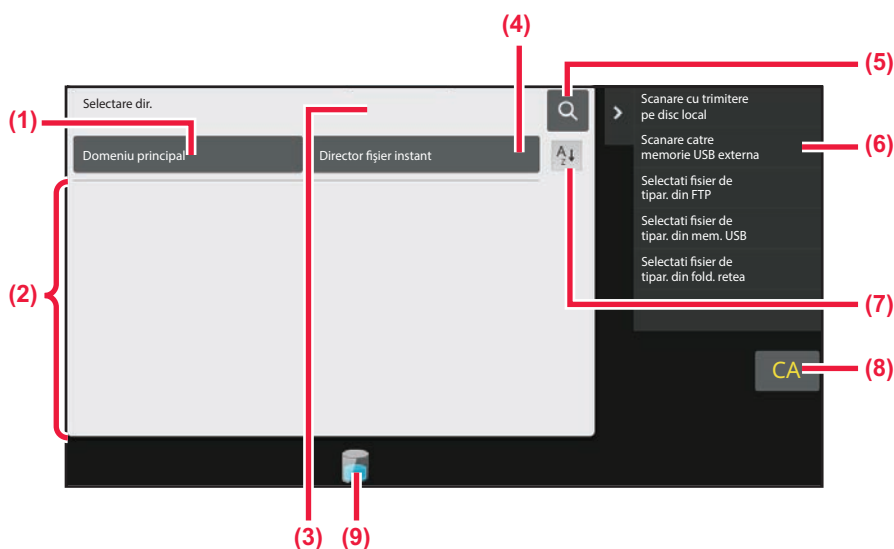 (4)
(5)
Selectare dir.
Scanare cu trimitere
pe disc local
(1)
Scanare catre
memorie USB externa
(6)
Domeniu principal
Director fișier instant
A
Z
Selectati fisier de
tipar. din FTP
Selectati fisier de
tipar. din mem. USB
Selectati fisier de
tipar. din fold. retea
(2)
(7)
CA
(8)
(3)
(9)